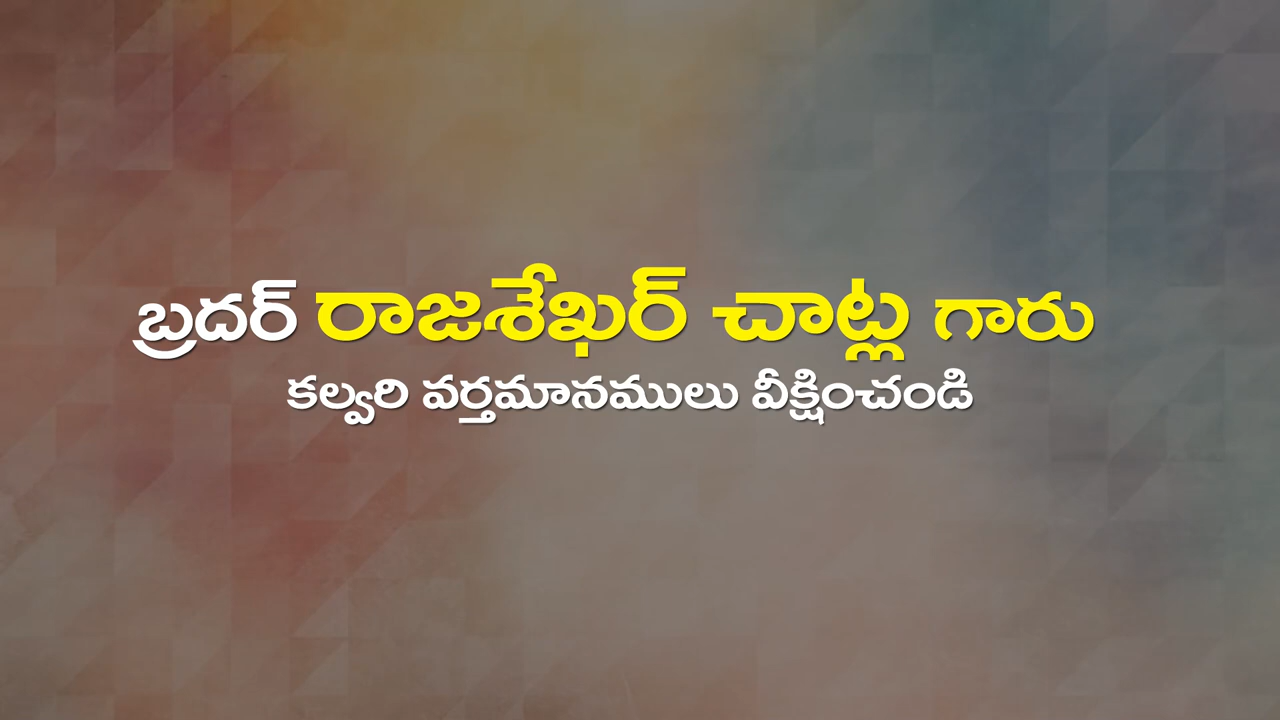 బ్రదర్ రాజశేఖర్ చాట్ల గారు
కల్వరి వర్తమానములు వీక్షించండి